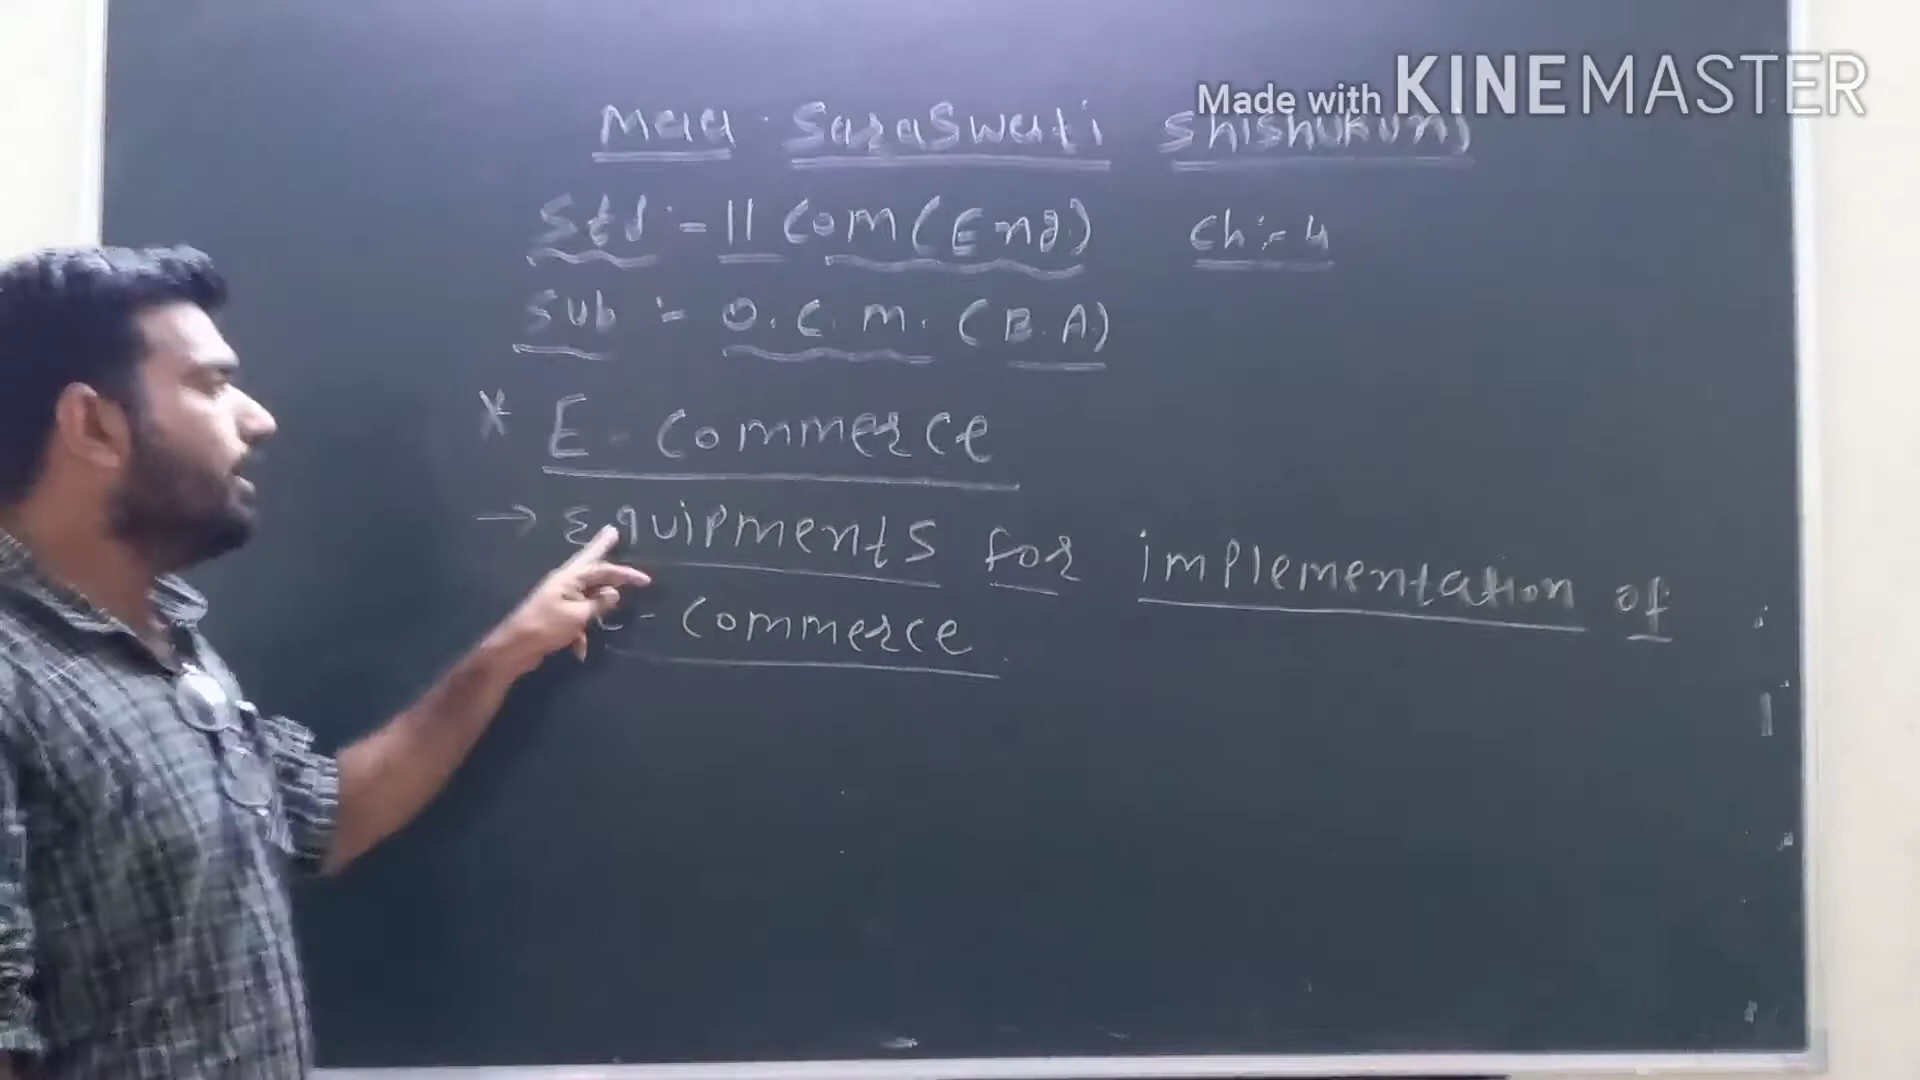 Made with KINEMASTER
Maa Saraswati Shishukunj
Std :- 11 Com (Eng) Ch :- 4
Sub :- O.C.M. (B.A)
* E-Commerce
→ Equipments for implementation of
e-commerce